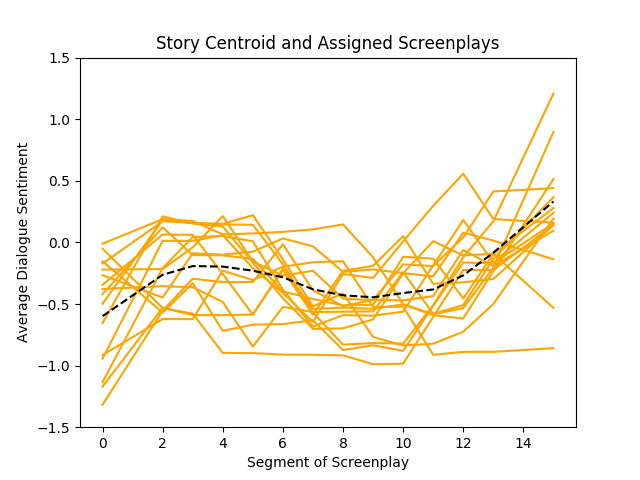 Story Centroid and Assigned Screenplays
1.5
1.0
0.5
0.0
−0.5
−1.0
−1.5
Average Dialogue Sentiment
0 2 4 6 8 10 12 14
Segment of Screenplay